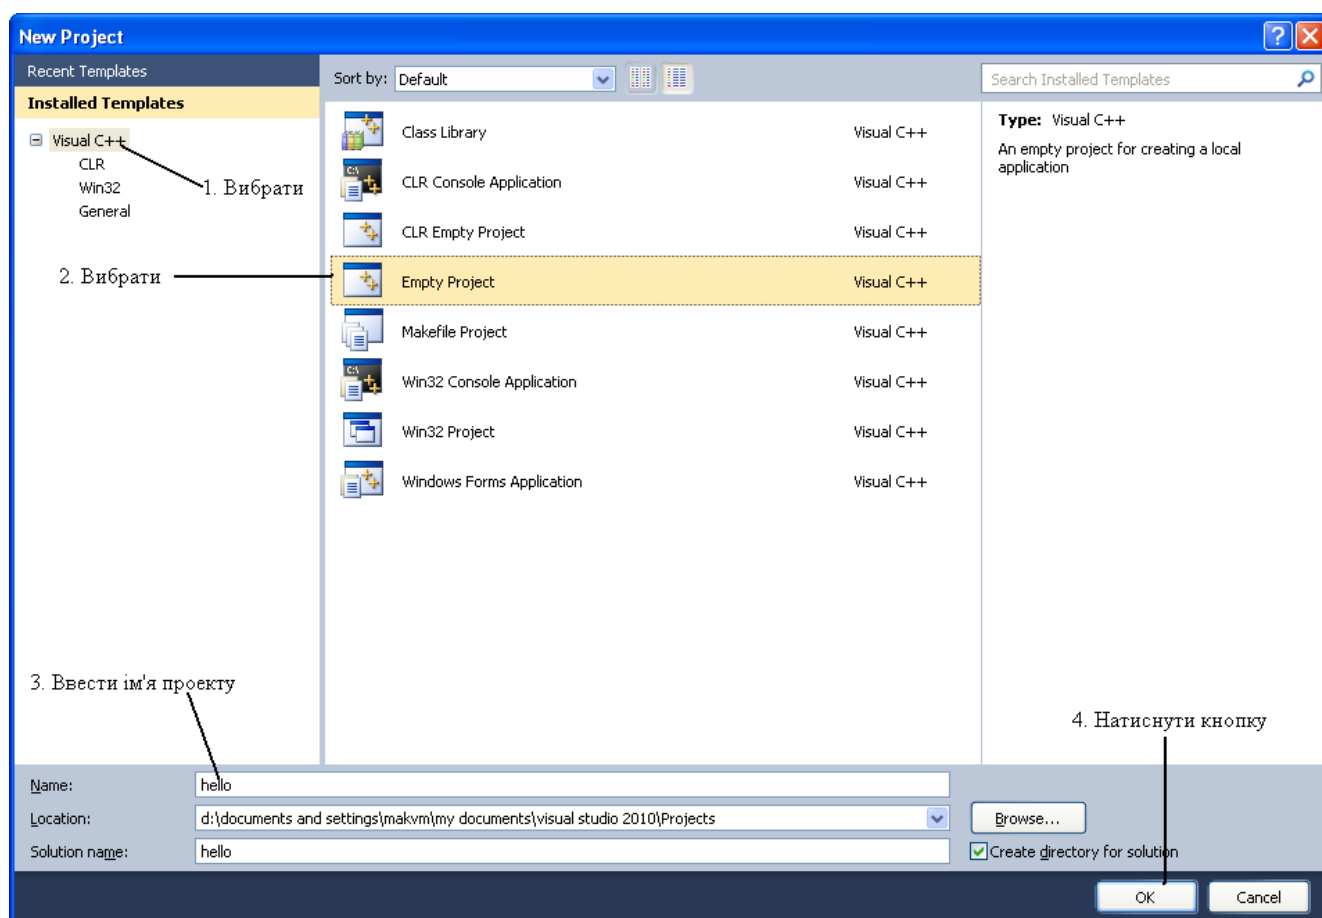 New Project
Recent Templates
Installed Templates
Visual C++
CLR
Win32
General
1. Вибрати
2. Вибрати
3. Ввести ім'я проекту
Sort by: Default
Class Library Visual C++
CLR Console Application Visual C++
CLR Empty Project Visual C++
Empty Project Visual C++
Makefile Project Visual C++
Win32 Console Application Visual C++
Win32 Project Visual C++
Windows Forms Application Visual C++
Search Installed Templates
Type: Visual C++
An empty project for creating a local
application
4. Натиснути кнопку
Name: hello
Location: d:\documents and settings\makvm\my documents\visual studio 2010\Projects Browse...
Solution name: hello Create directory for solution
OK Cancel